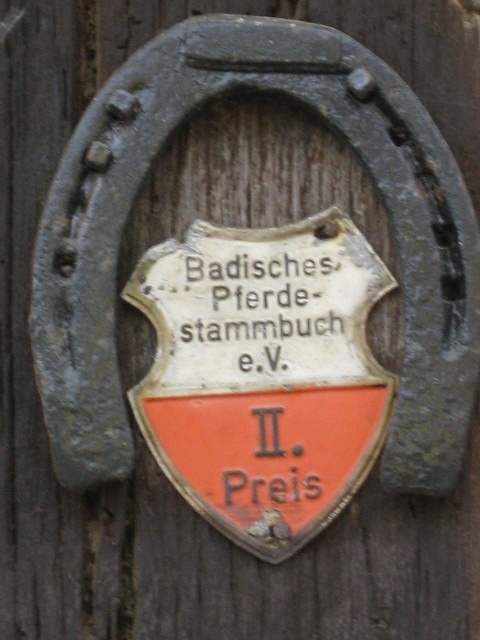 Badisches
Pferde-
stammbuch
e.V.
II.
Preis